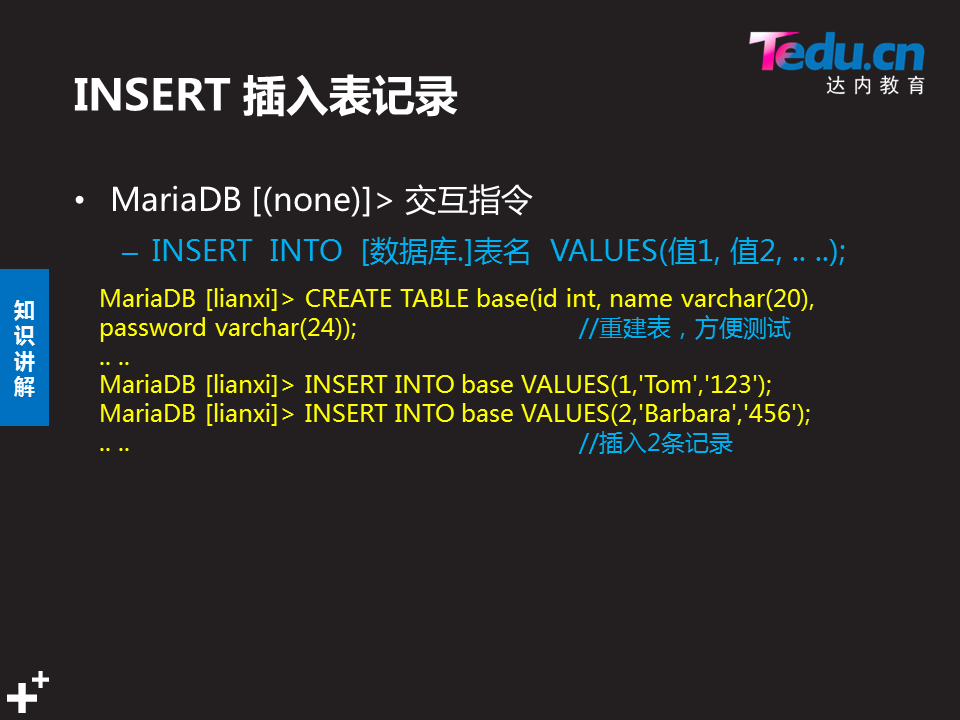 Tedu.cn
达内教育
INSERT 插入表记录
• MariaDB [(none)]> 交互指令
– INSERT INTO [数据库.]表名 VALUES(值1, 值2, .. ..);
MariaDB [lianxi]> CREATE TABLE base(id int, name varchar(20),
password varchar(24)); //重建表，方便测试
.. ..
MariaDB [lianxi]> INSERT INTO base VALUES(1,'Tom','123');
MariaDB [lianxi]> INSERT INTO base VALUES(2,'Barbara','456');
.. .. //插入2条记录
知
识
讲
解